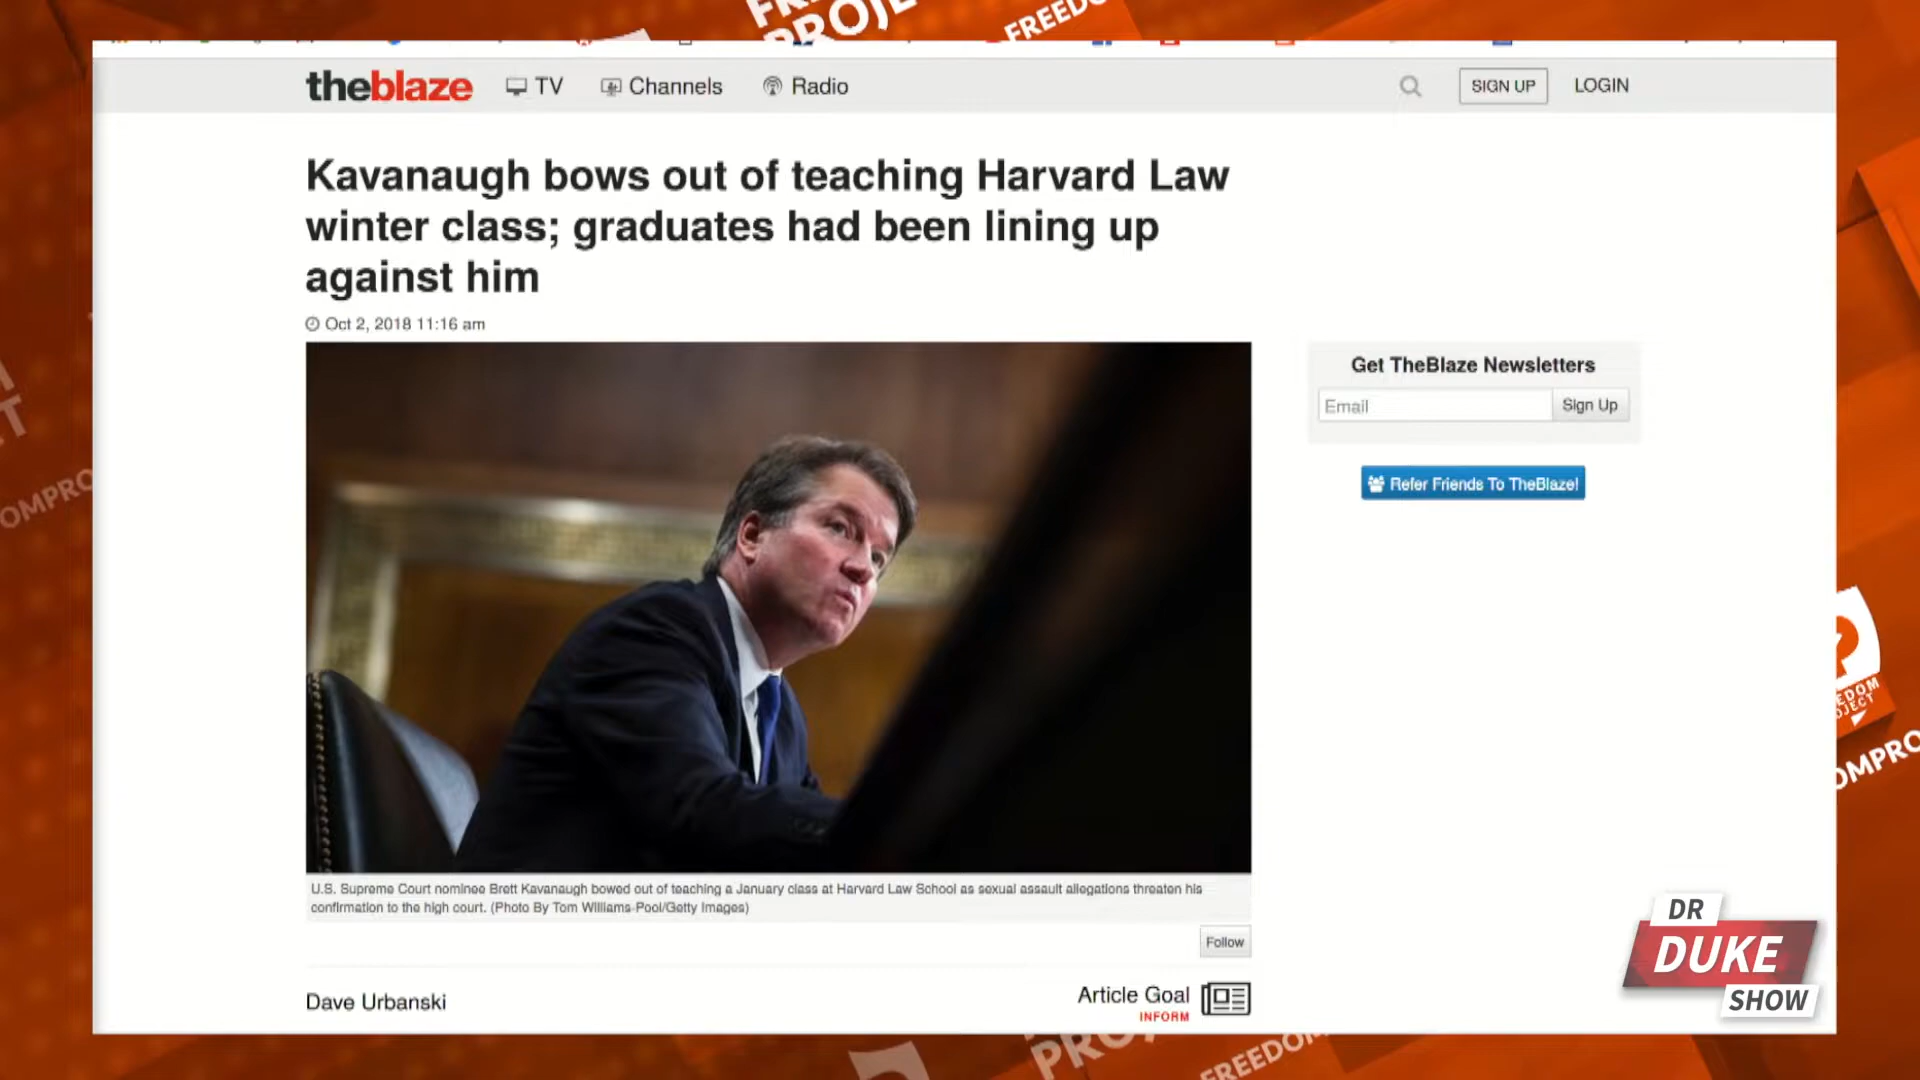 FREEDOM
theblaze
TV
Channels
Radio
SIGN UP
LOGIN
Kavanaugh bows out of teaching Harvard Law
winter class; graduates had been lining up
against him
Oct 2, 2018 11:16 am
Get TheBlaze Newsletters
Email
Sign Up
Refer Friends To TheBlaze!
U.S. Supreme Court nominee Brett Kavanaugh bowed out of teaching a January class at Harvard Law School as sexual assault allegations threaten his
confirmation to the high court. (Photo By Tom Williams-Pool/Getty Images)
Follow
Dave Urbanski
Article Goal
INFORM
DR
DUKE
SHOW